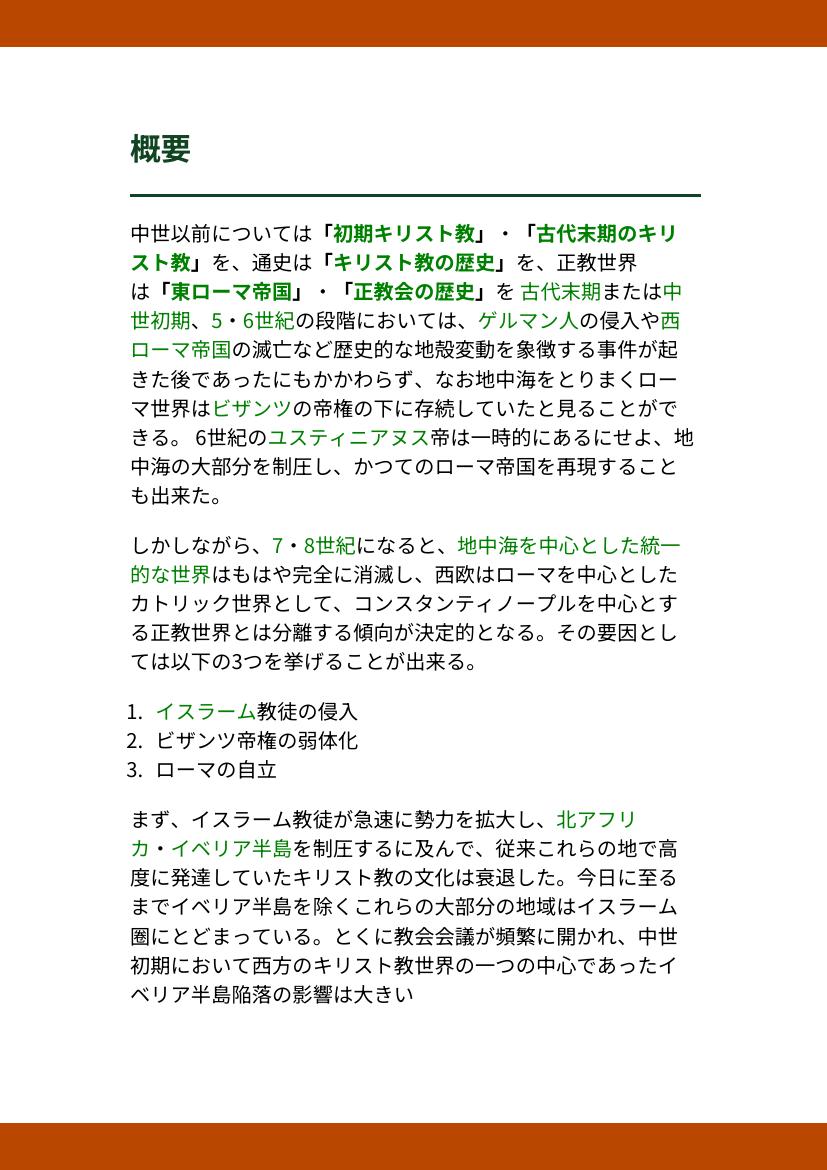 概要
中世以前については「初期キリスト教」・「古代末期のキリ
スト教」を、通史は「キリスト教の歴史」を、正教世界
は「東ローマ帝国」・「正教会の歴史」を 古代末期または中
世初期、5・6世紀の段階においては、ゲルマン人の侵入や西
ローマ帝国の滅亡など歴史的な地殻変動を象徴する事件が起
きた後であったにもかかわらず、なお地中海をとりまくロー
マ世界はビザンツの帝権の下に存続していたと見ることがで
きる。 6世紀のユスティニアヌス帝は一時的にあるにせよ、地
中海の大部分を制圧し、かつてのローマ帝国を再現すること
も出来た。
しかしながら、7・8世紀になると、地中海を中心とした統一
的な世界はもはや完全に消滅し、西欧はローマを中心とした
カトリック世界として、コンスタンティノープルを中心とす
る正教世界とは分離する傾向が決定的となる。その要因とし
ては以下の3つを挙げることが出来る。
1. イスラーム教徒の侵入
2. ビザンツ帝権の弱体化
3. ローマの自立
まず、イスラーム教徒が急速に勢力を拡大し、北アフリ
カ・イベリア半島を制圧するに及んで、従来これらの地で高
度に発達していたキリスト教の文化は衰退した。今日に至る
までイベリア半島を除くこれらの大部分の地域はイスラーム
圏にとどまっている。とくに教会会議が頻繁に開かれ、中世
初期において西方のキリスト教世界の一つの中心であったイ
ベリア半島陥落の影響は大きい